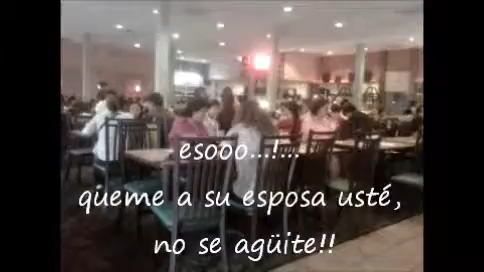 esooo...!...
queme a su esposa usté,
no se agüite!!